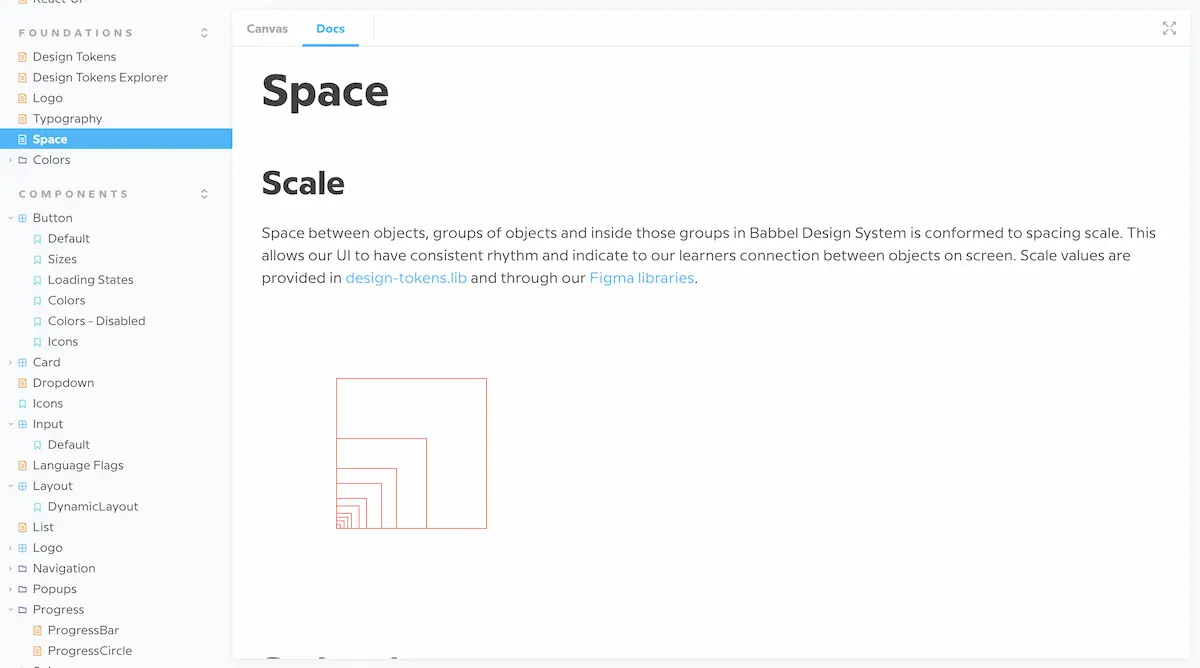 FOUNDATIONS
Design Tokens
Design Tokens Explorer
Logo
Typography
Space
Colors
COMPONENTS
Button
Default
Sizes
Loading States
Colors
Colors - Disabled
Icons
Card
Dropdown
Icons
Input
Default
Language Flags
Layout
DynamicLayout
List
Logo
Navigation
Popups
Progress
ProgressBar
ProgressCircle
Canvas
Docs
Space
Scale
Space between objects, groups of objects and inside those groups in Babbel Design System is conformed to spacing scale. This
allows our UI to have consistent rhythm and indicate to our learners connection between objects on screen. Scale values are
provided in design-tokens.lib and through our Figma libraries.